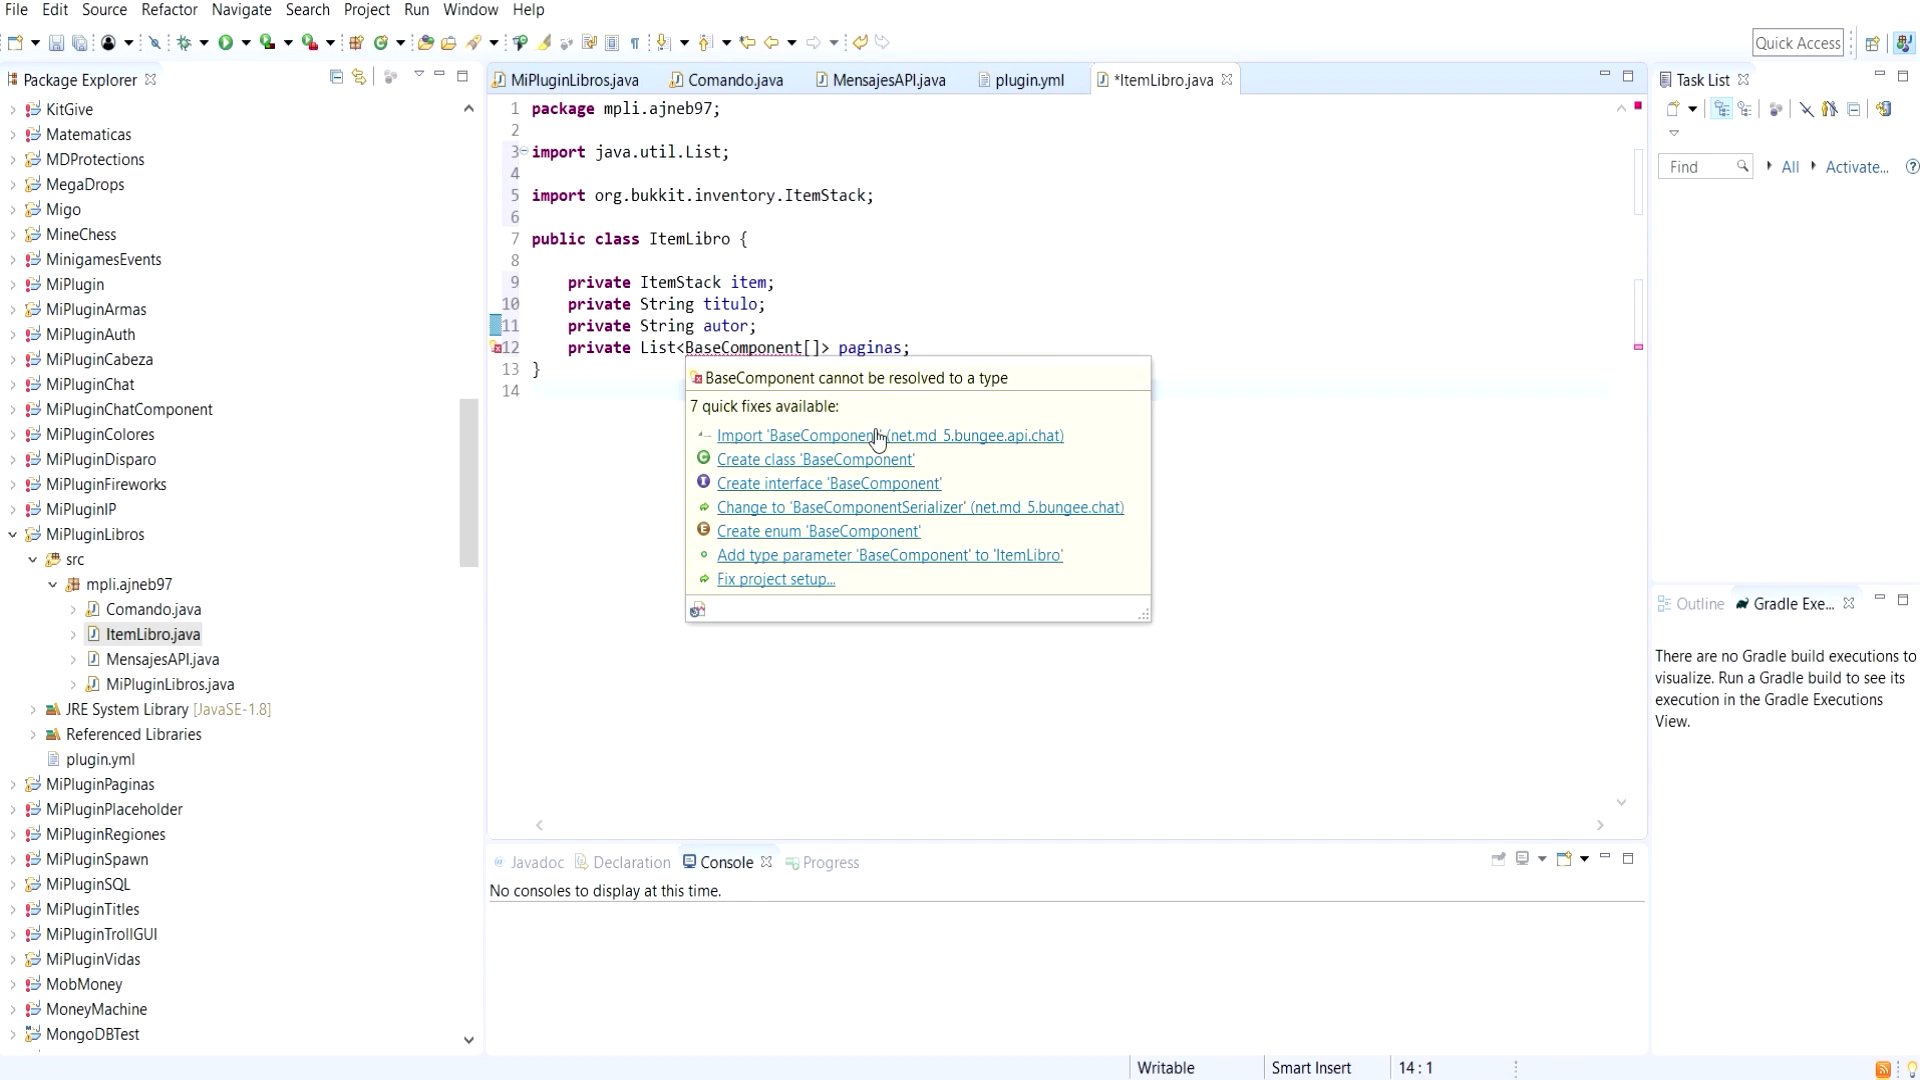 File Edit Source Refactor Navigate Search Project Run Window Help
Quick Access
Package Explorer
KitGive
Matematicas
MDProtections
MegaDrops
Migo
MineChess
MinigamesEvents
MiPlugin
MiPluginArmas
MiPluginAuth
MiPluginCabeza
MiPluginChat
MiPluginChatComponent
MiPluginColores
MiPluginDisparo
MiPluginFireworks
MiPluginIP
MiPluginLibros
src
mpli.ajneb97
Comando.java
ItemLibro.java
MensajesAPI.java
MiPluginLibros.java
JRE System Library [JavaSE-1.8]
Referenced Libraries
plugin.yml
MiPluginPaginas
MiPluginPlaceholder
MiPluginRegiones
MiPluginSpawn
MiPluginSQL
MiPluginTitles
MiPluginTrollGUI
MiPluginVidas
MobMoney
MoneyMachine
MongoDBTest
MiPluginLibros.java Comando.java MensajesAPI.java plugin.yml *ItemLibro.java
1 package mpli.ajneb97;
2
3 import java.util.List;
4
5 import org.bukkit.inventory.ItemStack;
6
7 public class ItemLibro {
8
9 private ItemStack item;
10 private String titulo;
11 private String autor;
12 private List<BaseComponent[]> paginas;
13 }
14
BaseComponent cannot be resolved to a type
7 quick fixes available:
Import 'BaseComponent' (net.md_5.bungee.api.chat)
Create class 'BaseComponent'
Create interface 'BaseComponent'
Change to 'BaseComponentSerializer' (net.md_5.bungee.chat)
Create enum 'BaseComponent'
Add type parameter 'BaseComponent' to 'ItemLibro'
Fix project setup...
Javadoc Declaration Console Progress
No consoles to display at this time.
Task List
Find All Activate...
Outline Gradle Exe...
There are no Gradle build executions to
visualize. Run a Gradle build to see its
execution in the Gradle Executions
View.
Writable Smart Insert 14 : 1